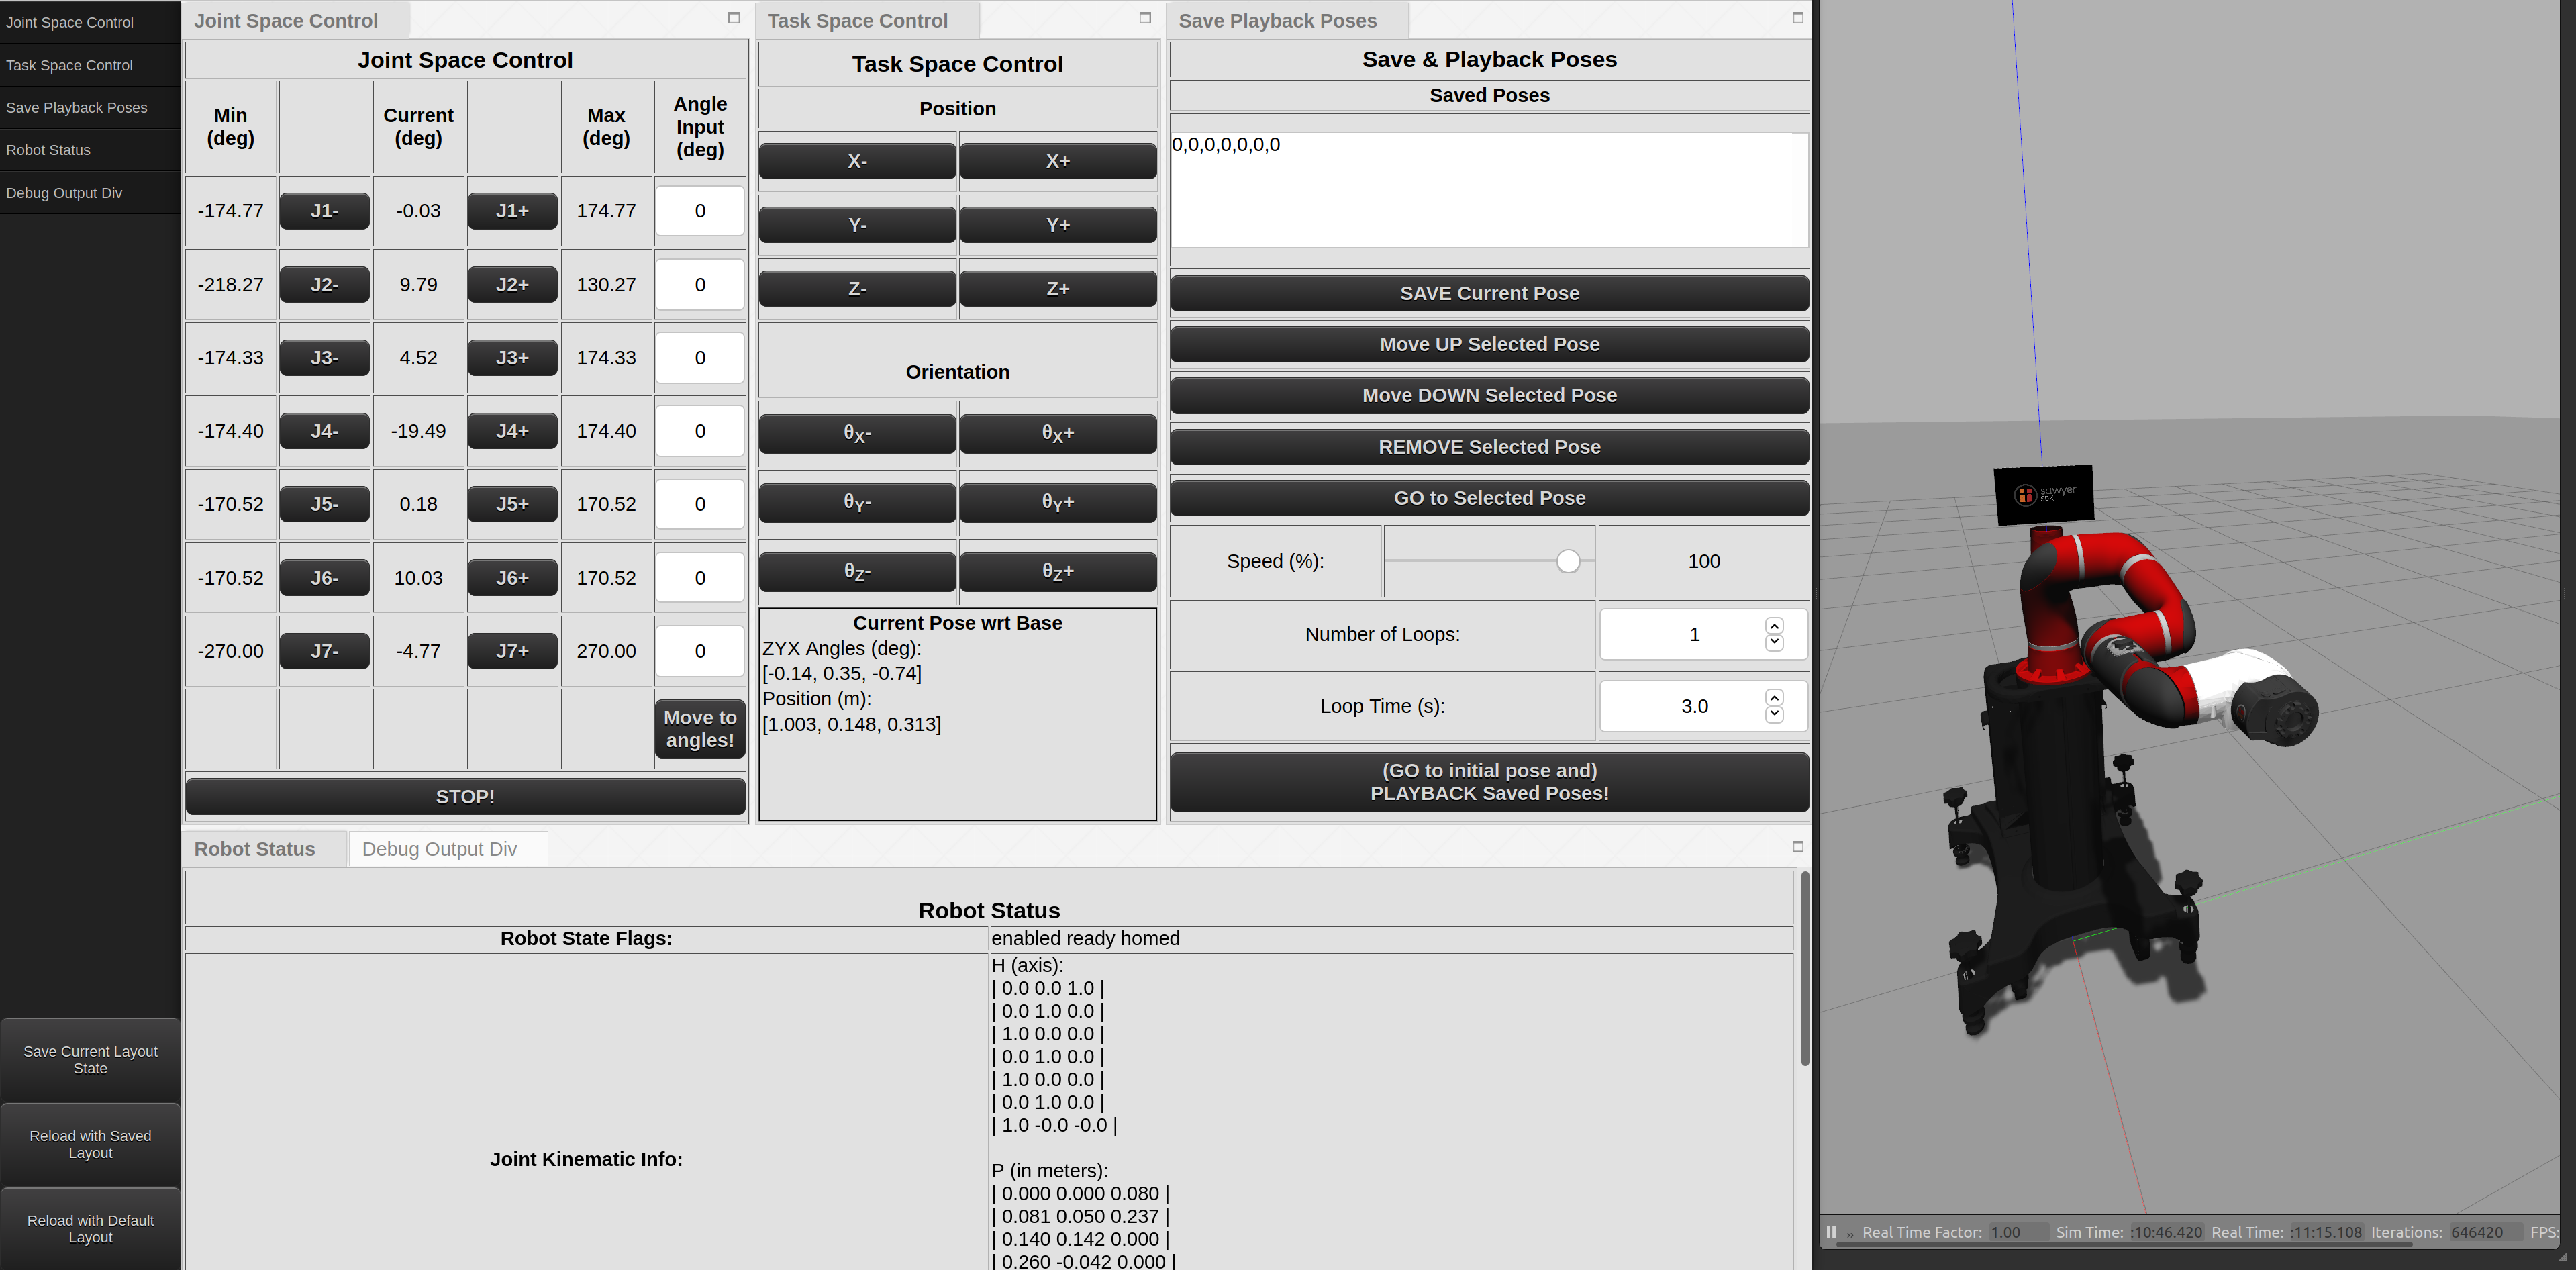 Joint Space Control
Task Space Control
Save Playback Poses
Robot Status
Debug Output Div
Save Current Layout
State
Reload with Saved
Layout
Reload with Default
Layout
Joint Space Control
Joint Space Control
Min
(deg)
Current
(deg)
Max
(deg)
Angle
Input
(deg)
-174.77 J1- -0.03 J1+ 174.77 0
-218.27 J2- 9.79 J2+ 130.27 0
-174.33 J3- 4.52 J3+ 174.33 0
-174.40 J4- -19.49 J4+ 174.40 0
-170.52 J5- 0.18 J5+ 170.52 0
-170.52 J6- 10.03 J6+ 170.52 0
-270.00 J7- -4.77 J7+ 270.00 0
Move to
angles!
STOP!
Task Space Control
Task Space Control
Position
X- X+
Y- Y+
Z- Z+
Orientation
θX- θX+
θY- θY+
θZ- θZ+
Current Pose wrt Base
ZYX Angles (deg):
[-0.14, 0.35, -0.74]
Position (m):
[1.003, 0.148, 0.313]
Save Playback Poses
Save & Playback Poses
Saved Poses
0,0,0,0,0,0,0
SAVE Current Pose
Move UP Selected Pose
Move DOWN Selected Pose
REMOVE Selected Pose
GO to Selected Pose
Speed (%): 100
Number of Loops: 1
Loop Time (s): 3.0
(GO to initial pose and)
PLAYBACK Saved Poses!
Robot Status
Debug Output Div
Robot Status
Robot State Flags: enabled ready homed
Joint Kinematic Info:
H (axis):
| 0.0 0.0 1.0 |
| 0.0 1.0 0.0 |
| 1.0 0.0 0.0 |
| 0.0 1.0 0.0 |
| 1.0 0.0 0.0 |
| 0.0 1.0 0.0 |
| 1.0 -0.0 -0.0 |
P (in meters):
| 0.000 0.000 0.080 |
| 0.081 0.050 0.237 |
| 0.140 0.142 0.000 |
| 0.260 -0.042 0.000 |
sawyer
SDK
Real Time Factor: 1.00 Sim Time: :10:46.420 Real Time: :11:15.108 Iterations: 646420 FPS: